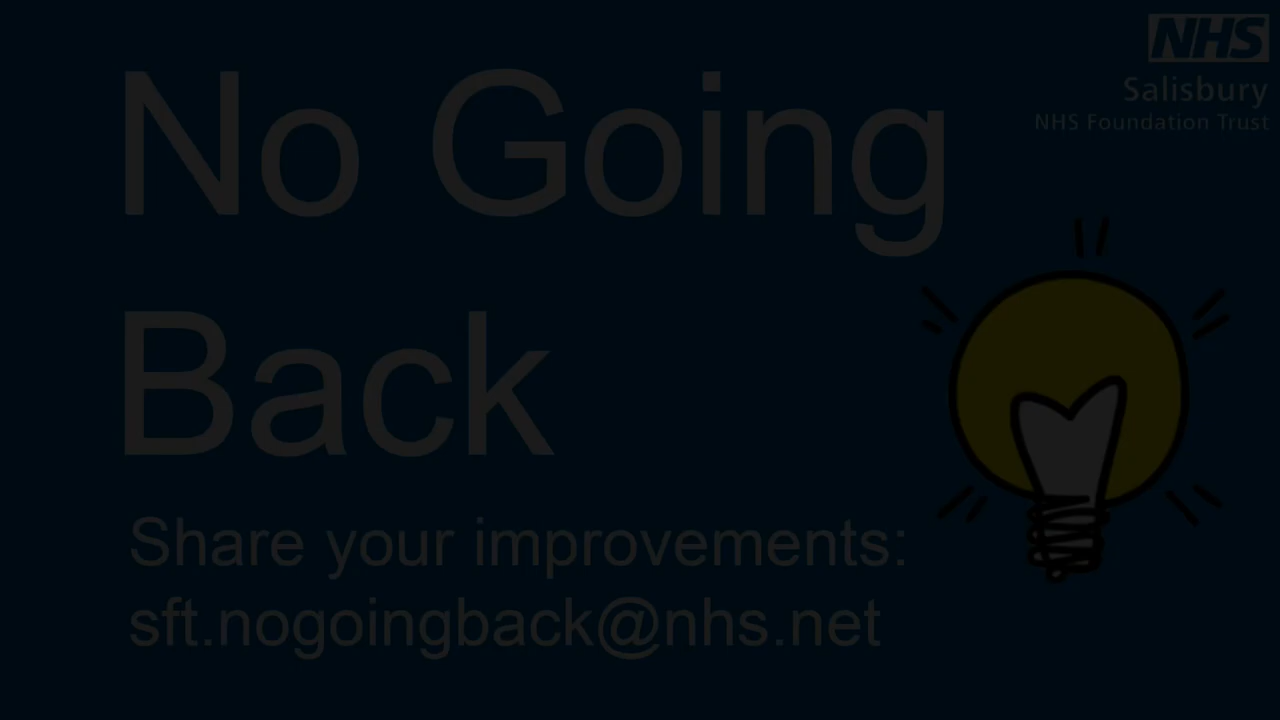 NHS
Salisbury
NHS Foundation Trust
No Going
Back
Share your improvements:
sft.nogoingback@nhs.net